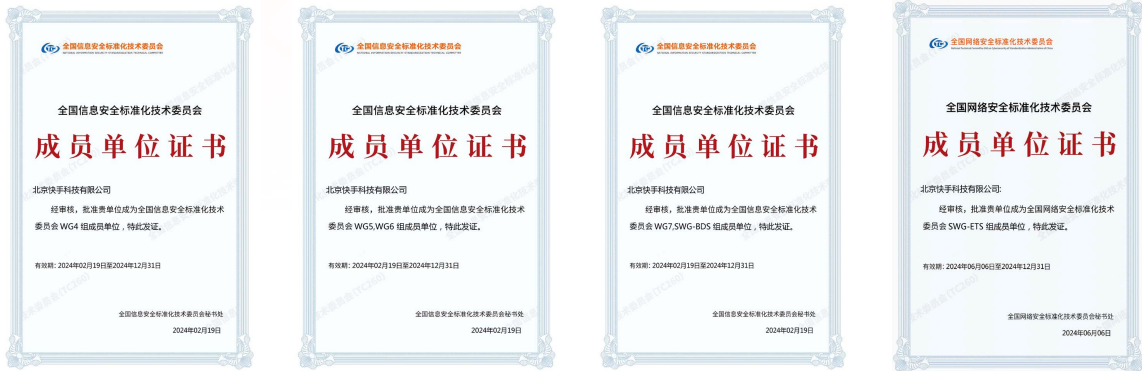 全国信息安全标准化技术委员会
NATIONAL INFORMATION SECURITY STANDARDIZATION TECHNICAL COMMITTEE
全国信息安全标准化技术委员会
成员单位证书
北京快手科技有限公司
经审核，批准贵单位成为全国信息安全标准化技术
委员会WG4 组成员单位，特此发证。
有效期：2024年02月19日至2024年12月31日
全国信息安全标准化技术委员会秘书处
2024年02月19日
全国信息安全标准化技术委员会
NATIONAL INFORMATION SECURITY STANDARDIZATION TECHNICAL COMMITTEE
全国信息安全标准化技术委员会
成员单位证书
北京快手科技有限公司
经审核，批准贵单位成为全国信息安全标准化技术
委员会WG5,WG6 组成员单位，特此发证。
有效期：2024年02月19日至2024年12月31日
全国信息安全标准化技术委员会秘书处
2024年02月19日
全国信息安全标准化技术委员会
NATIONAL INFORMATION SECURITY STANDARDIZATION TECHNICAL COMMITTEE
全国信息安全标准化技术委员会
成员单位证书
北京快手科技有限公司
经审核，批准贵单位成为全国信息安全标准化技术
委员会WG7,SWG-BDS 组成员单位，特此发证。
有效期：2024年02月19日至2024年12月31日
全国信息安全标准化技术委员会秘书处
2024年02月19日
全国网络安全标准化技术委员会
全国网络安全标准化技术委员会
成员单位证书
北京快手科技有限公司:
经审核，批准贵单位成为全国网络安全标准化技术
委员会 SWG-ETS 组成员单位，特此发证。
有效期：2024年06月06日至2024年12月31日
全国网络安全标准化技术委员会秘书处
2024年06月06日